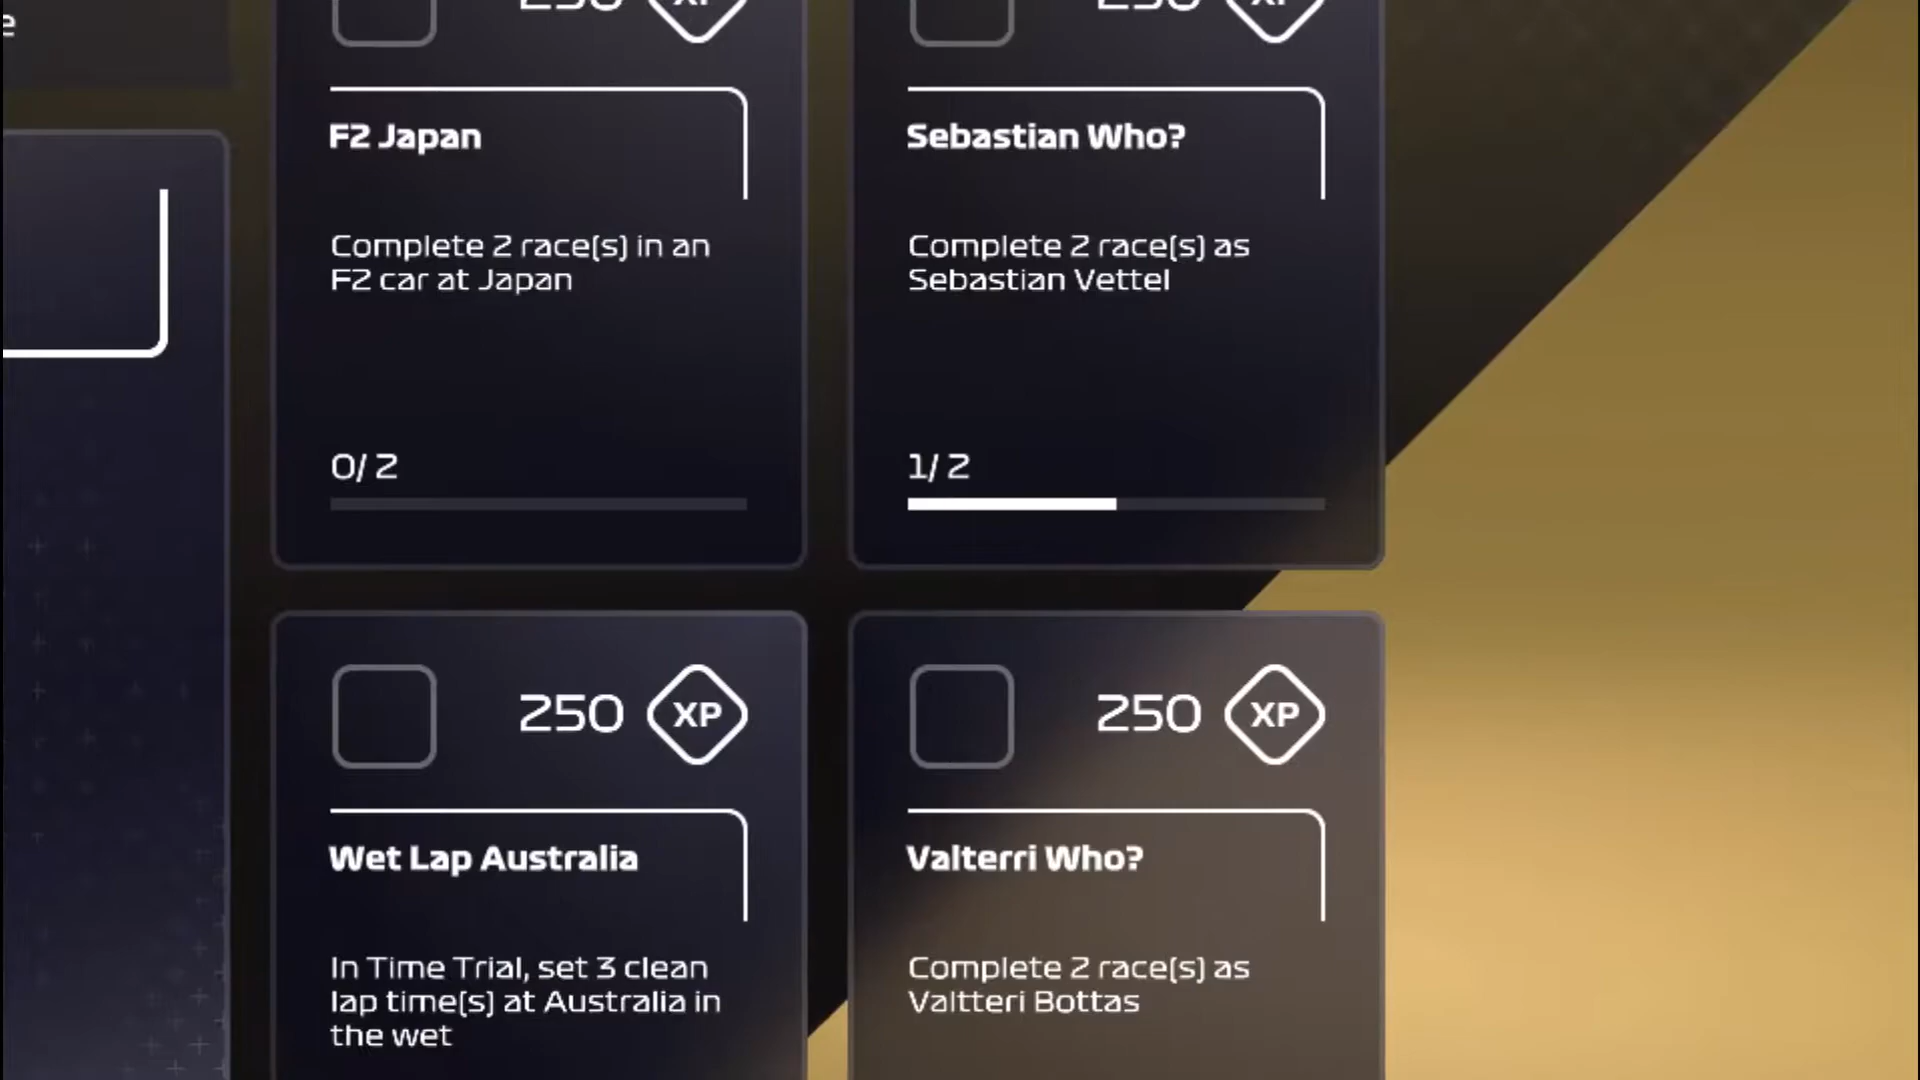 F2 Japan
Complete 2 race(s) in an
F2 car at Japan
0/ 2
Sebastian Who?
Complete 2 race(s) as
Sebastian Vettel
1/ 2
250 XP
Wet Lap Australia
In Time Trial, set 3 clean
lap time(s) at Australia in
the wet
250 XP
Valterri Who?
Complete 2 race(s) as
Valtteri Bottas